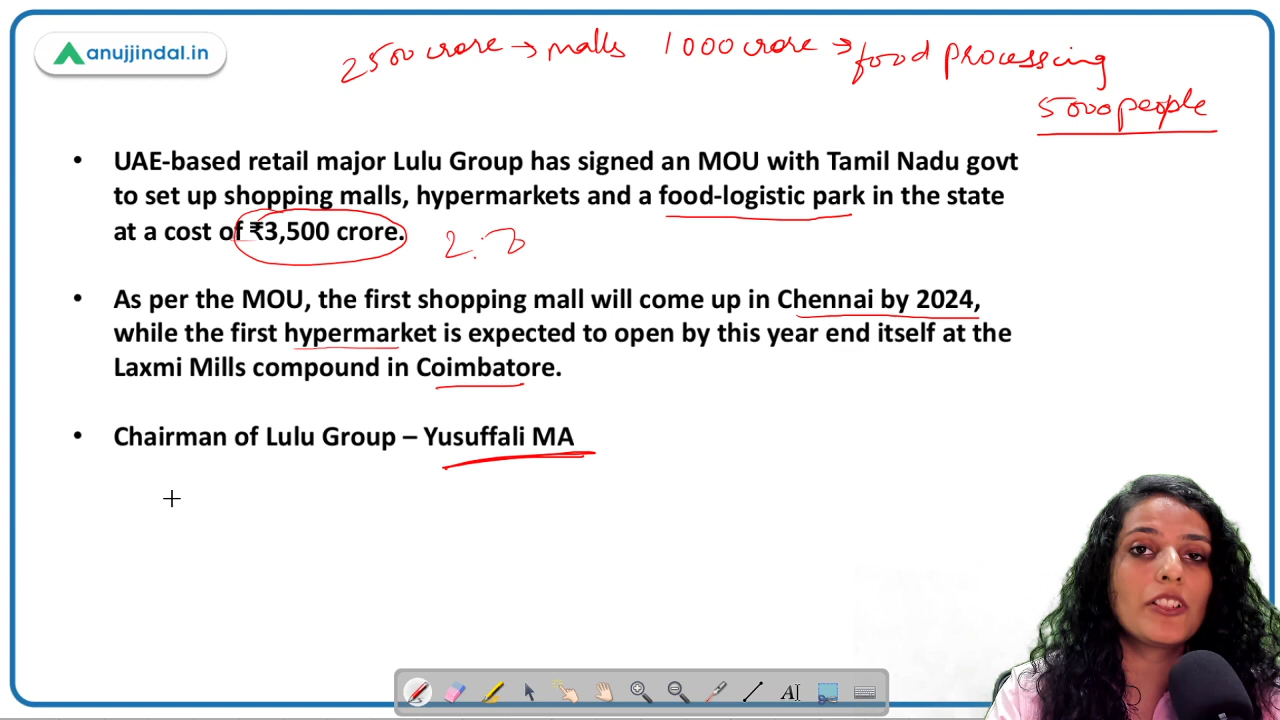 anujjindal.in
2500 crore → malls 1000 crore → food processing
5000 people
• UAE-based retail major Lulu Group has signed an MOU with Tamil Nadu govt
to set up shopping malls, hypermarkets and a food-logistic park in the state
at a cost of ₹3,500 crore.
• As per the MOU, the first shopping mall will come up in Chennai by 2024,
while the first hypermarket is expected to open by this year end itself at the
Laxmi Mills compound in Coimbatore.
• Chairman of Lulu Group – Yusuffali MA